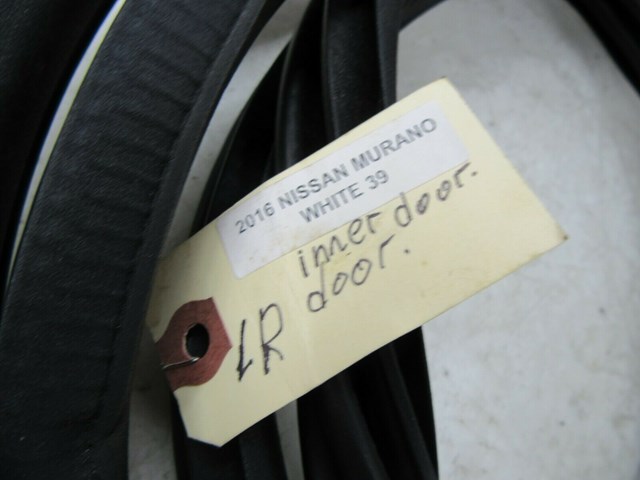 2016 NISSAN MURANO
WHITE 39
inner door.
LR door.